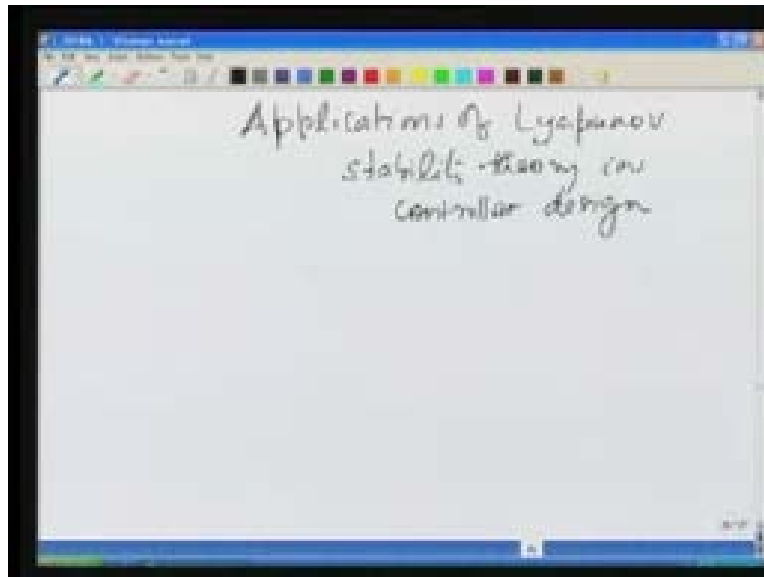 Applications of Lyapunov
stability theory in
controller design